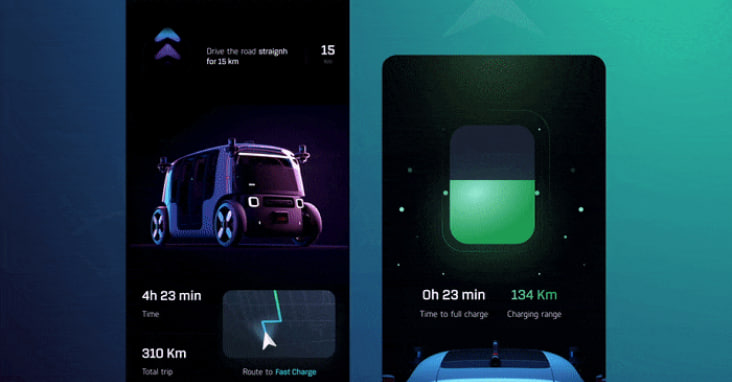 Drive the road straignh
for 15 km
15
4h 23 min
Time
310 Km
Total trip
Route to Fast Charge
0h 23 min
Time to full charge
134 Km
Charging range